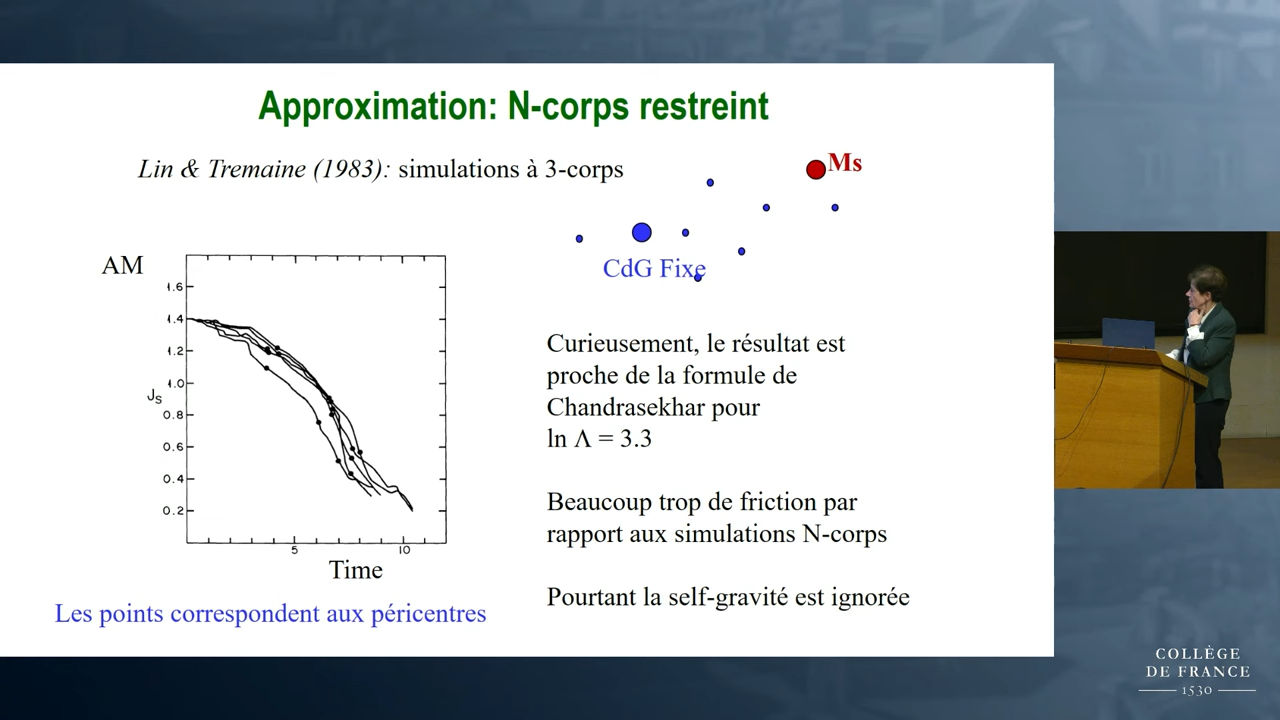 Approximation: N-corps restreint
Lin & Tremaine (1983): simulations à 3-corps
Ms
CdG Fixe
AM
1.6
1.4
1.2
1.0
Js
0.8
0.6
0.4
0.2
5
10
Time
Les points correspondent aux péricentres
Curieusement, le résultat est
proche de la formule de
Chandrasekhar pour
ln Λ = 3.3
Beaucoup trop de friction par
rapport aux simulations N-corps
Pourtant la self-gravité est ignorée
COLLÈGE
DE FRANCE
1530